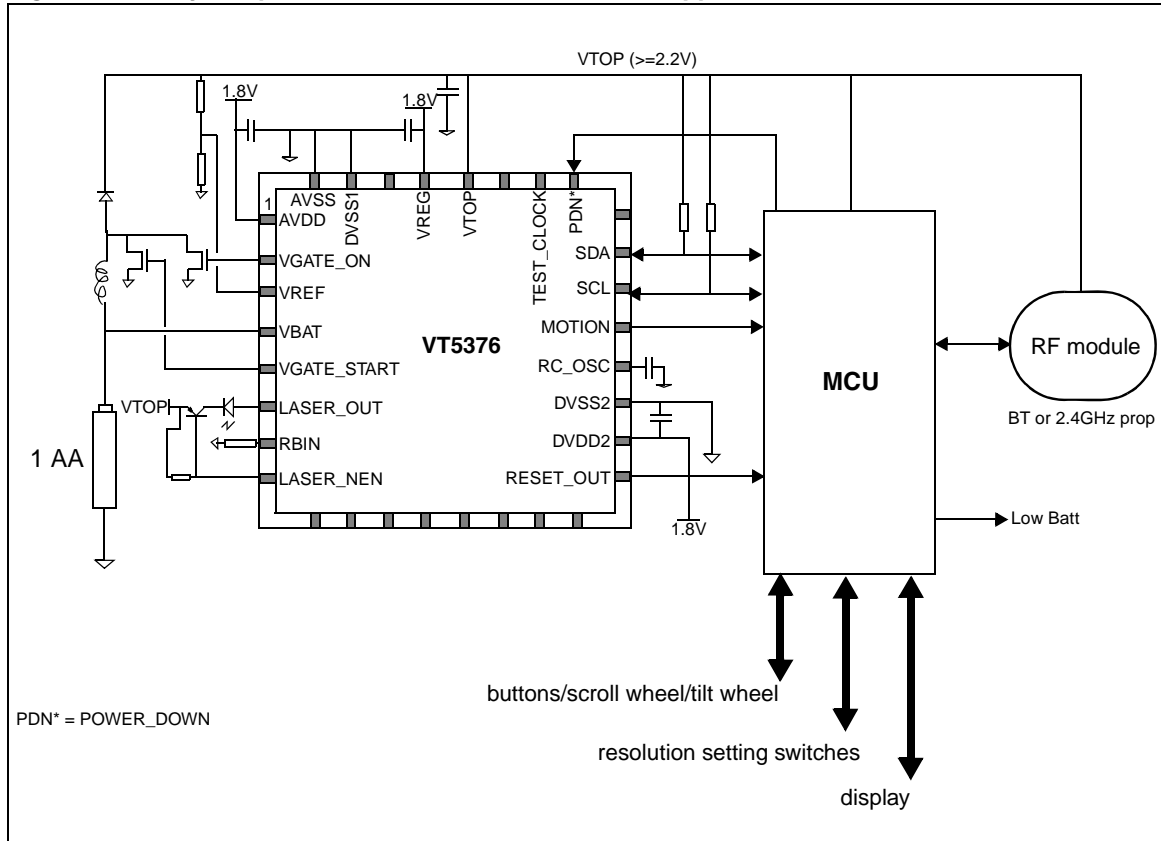 VTOP (>=2.2V)
1.8V
1.8V
1
AVSS
DVSS1
VREG
VTOP
TEST_CLOCK
PDN*
AVDD
VGATE_ON
VREF
VBAT
VGATE_START
LASER_OUT
RBIN
LASER_NEN
VTOP
1 AA
VT5376
SDA
SCL
MOTION
RC_OSC
DVSS2
DVDD2
RESET_OUT
1.8V
MCU
RF module
BT or 2.4GHz prop
Low Batt
buttons/scroll wheel/tilt wheel
PDN* = POWER_DOWN
resolution setting switches
display